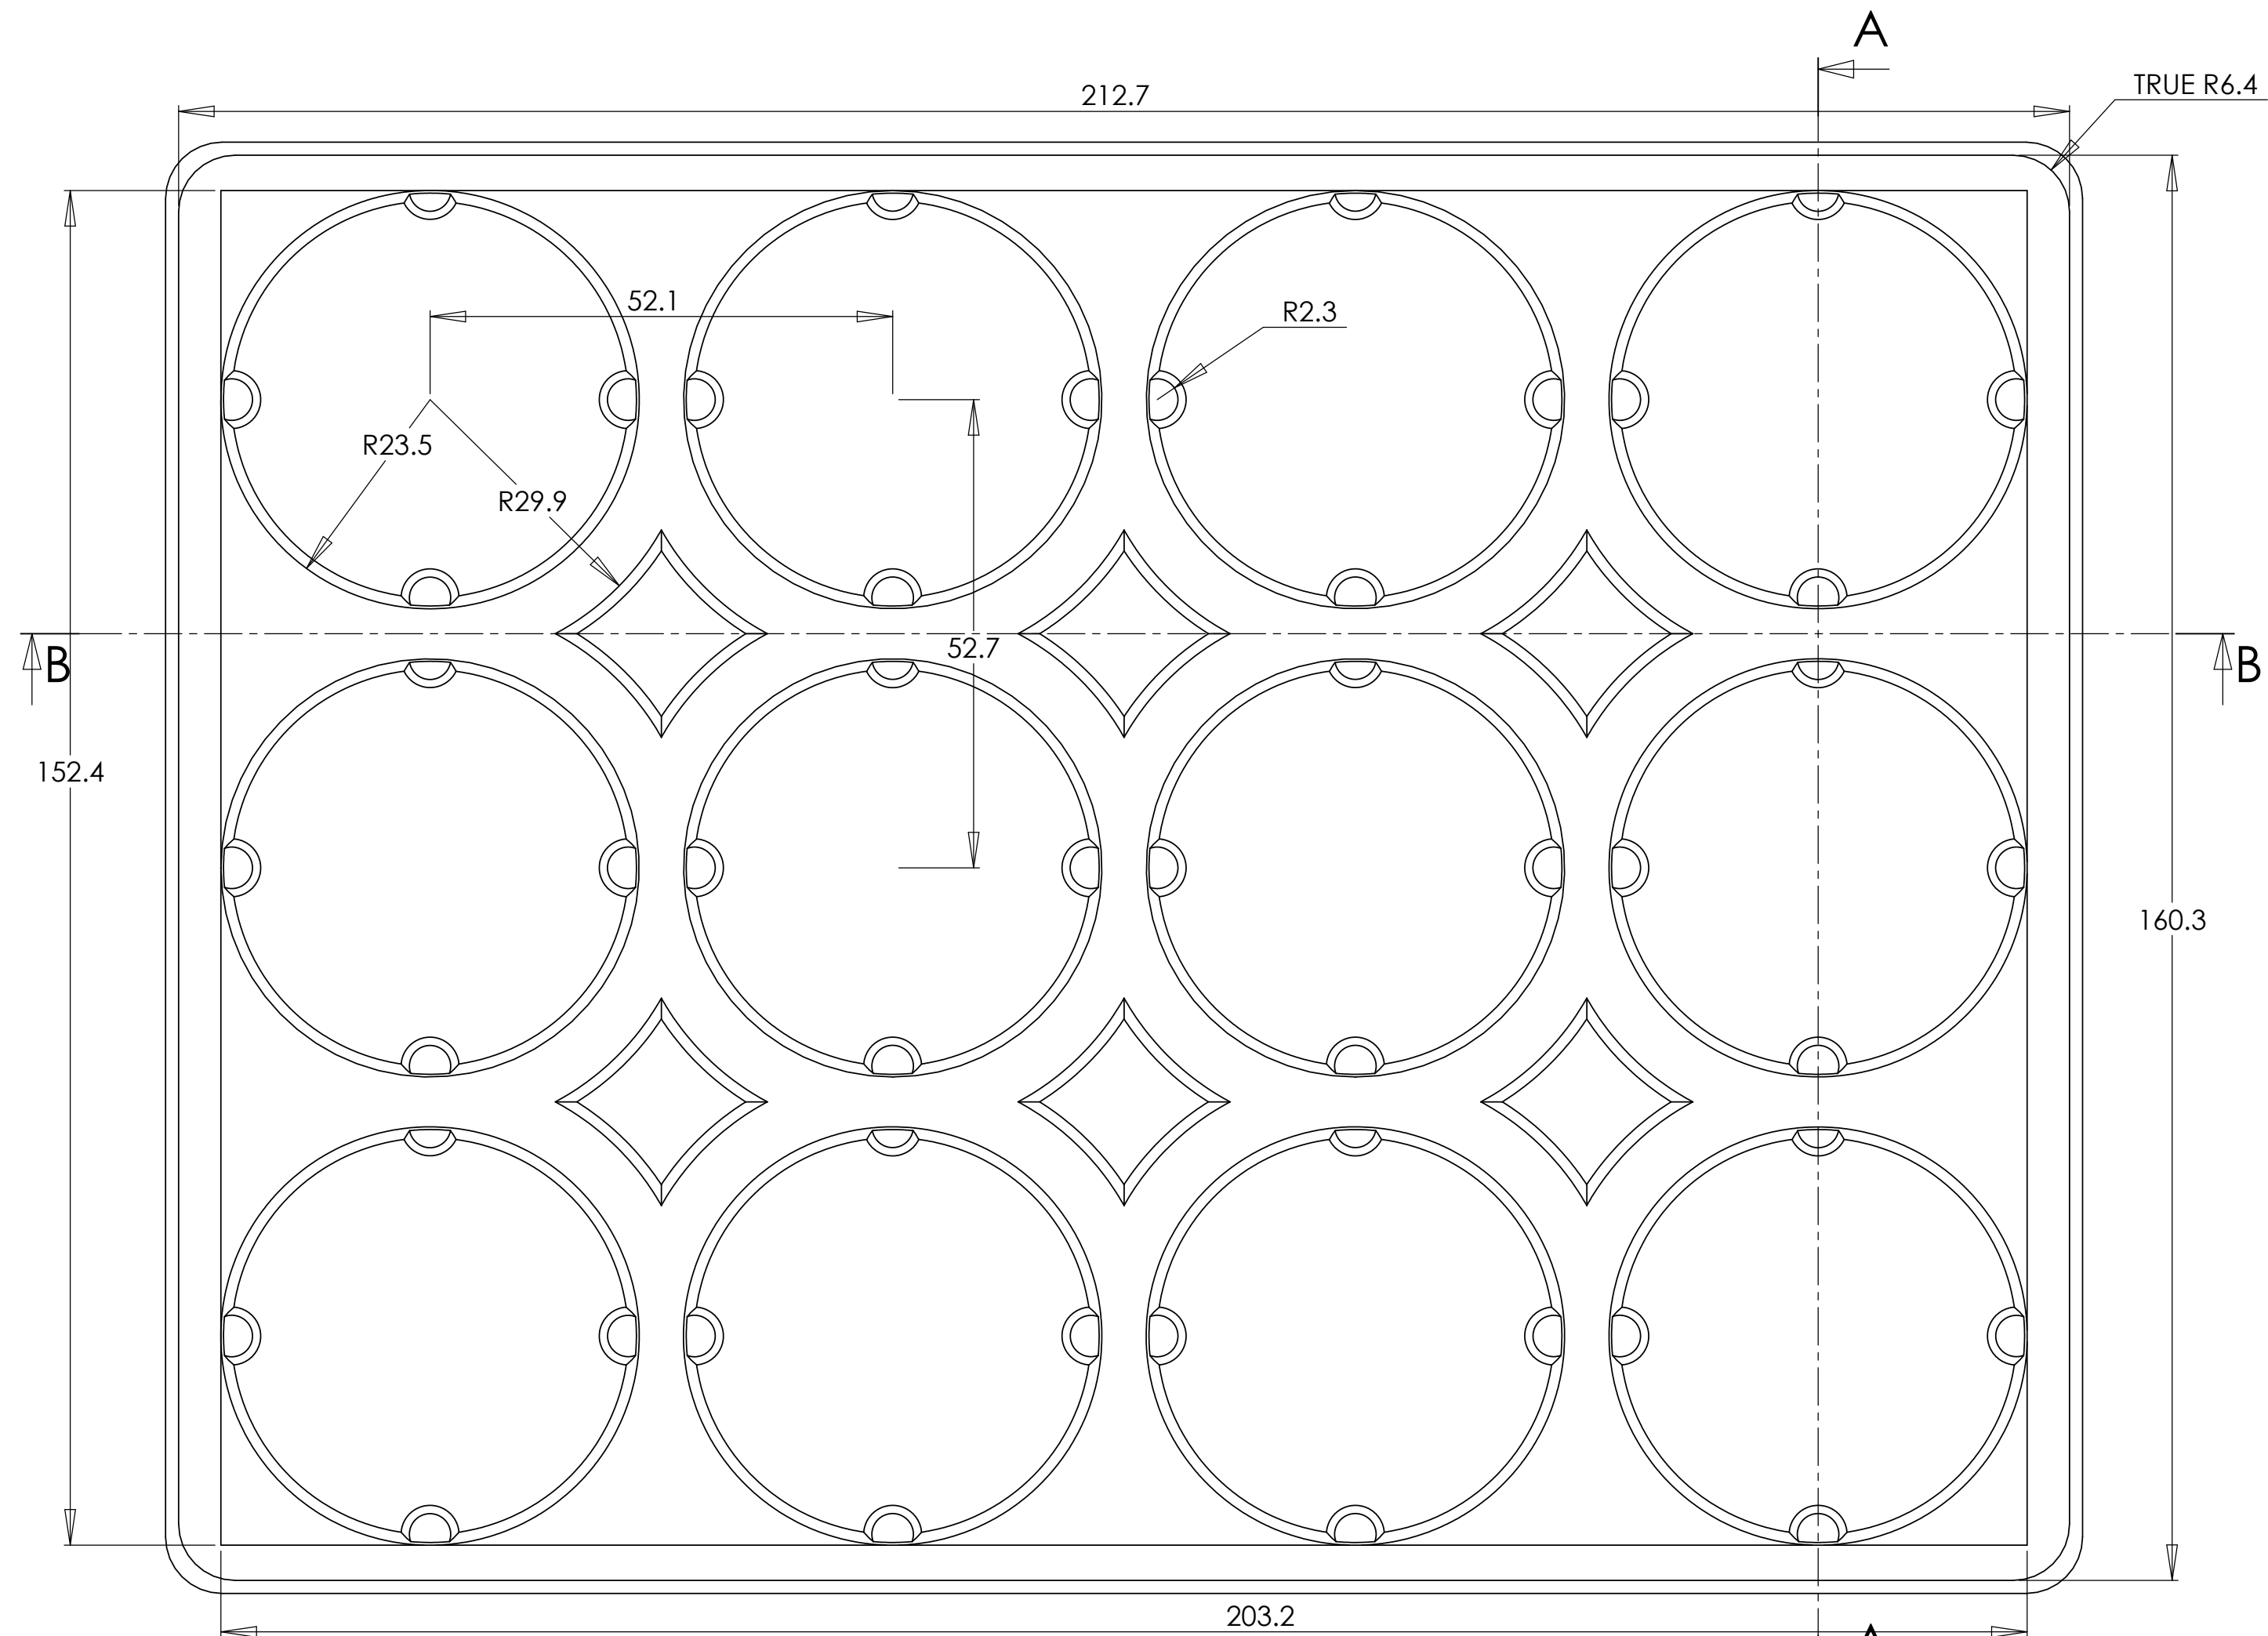 A
TRUE R6.4
212.7
52.1
R2.3
R23.5
R29.9
52.7
B
B
152.4
160.3
203.2
A